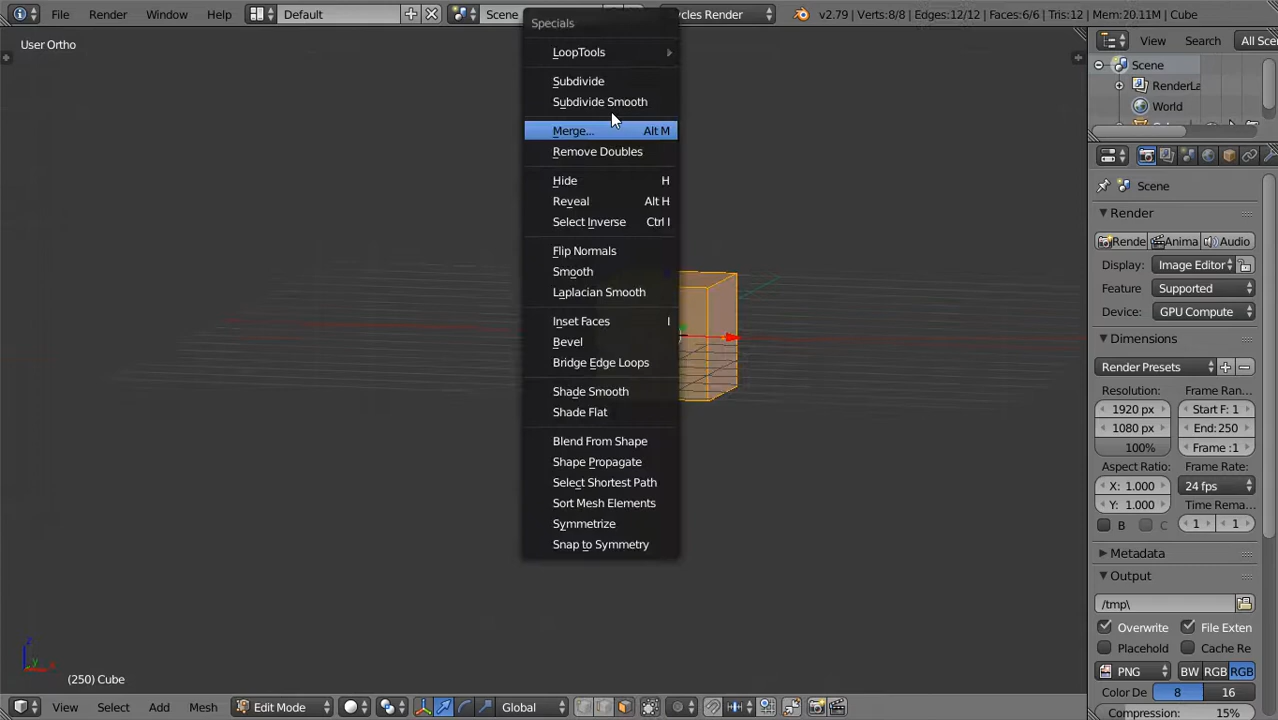 File Render Window Help Default Scene ycles Render v2.79 | Verts:8/8 | Edges:12/12 | Faces:6/6 | Tris:12 | Mem:20.11M | Cube
User Ortho
Specials
LoopTools
Subdivide
Subdivide Smooth
Merge... Alt M
Remove Doubles
Hide H
Reveal Alt H
Select Inverse Ctrl I
Flip Normals
Smooth
Laplacian Smooth
Inset Faces I
Bevel
Bridge Edge Loops
Shade Smooth
Shade Flat
Blend From Shape
Shape Propagate
Select Shortest Path
Sort Mesh Elements
Symmetrize
Snap to Symmetry
z
y x
(250) Cube
View Select Add Mesh Edit Mode Global
View Search All Sce
Scene
RenderLa
World
Scene
Render
Rende Anima Audio
Display: Image Editor
Feature Supported
Device: GPU Compute
Dimensions
Render Presets
Resolution: Frame Ran...
1920 px Start F: 1
1080 px End: 250
100% Frame :1
Aspect Ratio: Frame Rate:
X: 1.000 24 fps
Y: 1.000 Time Rema...
B C 1 1
Metadata
Output
/tmp\
Overwrite File Exten
Placehold Cache Re
PNG BW RGB RGB
Color De 8 16
Compression: 15%